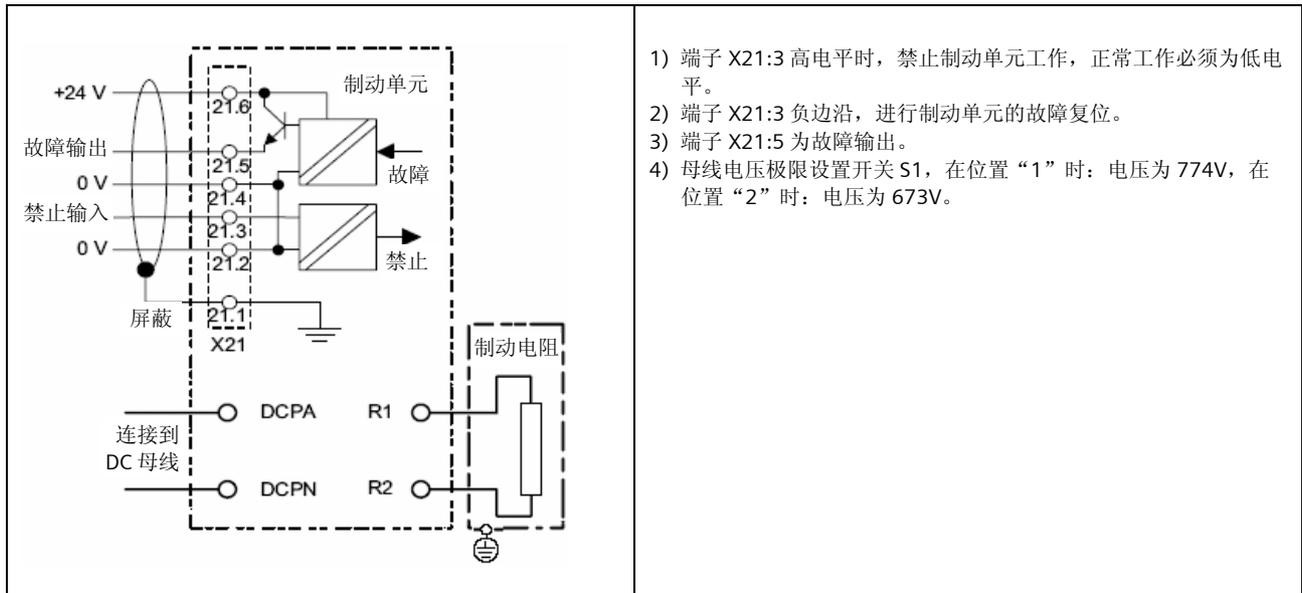 +24 V
故障输出
0 V
禁止输入
0 V
屏蔽
21.6
21.5
21.4
21.3
21.2
21.1
X21
制动单元
故障
禁止
制动电阻
连接到
DC 母线
DCPA
R1
DCPN
R2
1) 端子 X21:3 高电平时，禁止制动单元工作，正常工作必须为低电
平。
2) 端子 X21:3 负边沿，进行制动单元的故障复位。
3) 端子 X21:5 为故障输出。
4) 母线电压极限设置开关 S1，在位置“1”时：电压为 774V，在
位置“2”时：电压为 673V。